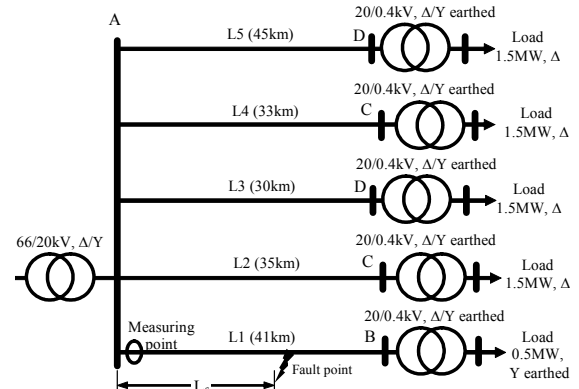 A
20/0.4kV, Δ/Y earthed
L5 (45km)
D
Load
1.5MW, Δ
20/0.4kV, Δ/Y earthed
L4 (33km)
C
Load
1.5MW, Δ
20/0.4kV, Δ/Y earthed
L3 (30km)
D
Load
1.5MW, Δ
66/20kV, Δ/Y
20/0.4kV, Δ/Y earthed
L2 (35km)
C
Load
1.5MW, Δ
20/0.4kV, Δ/Y earthed
Measuring
point
L1 (41km)
B
Load
0.5MW,
Y earthed
Fault point